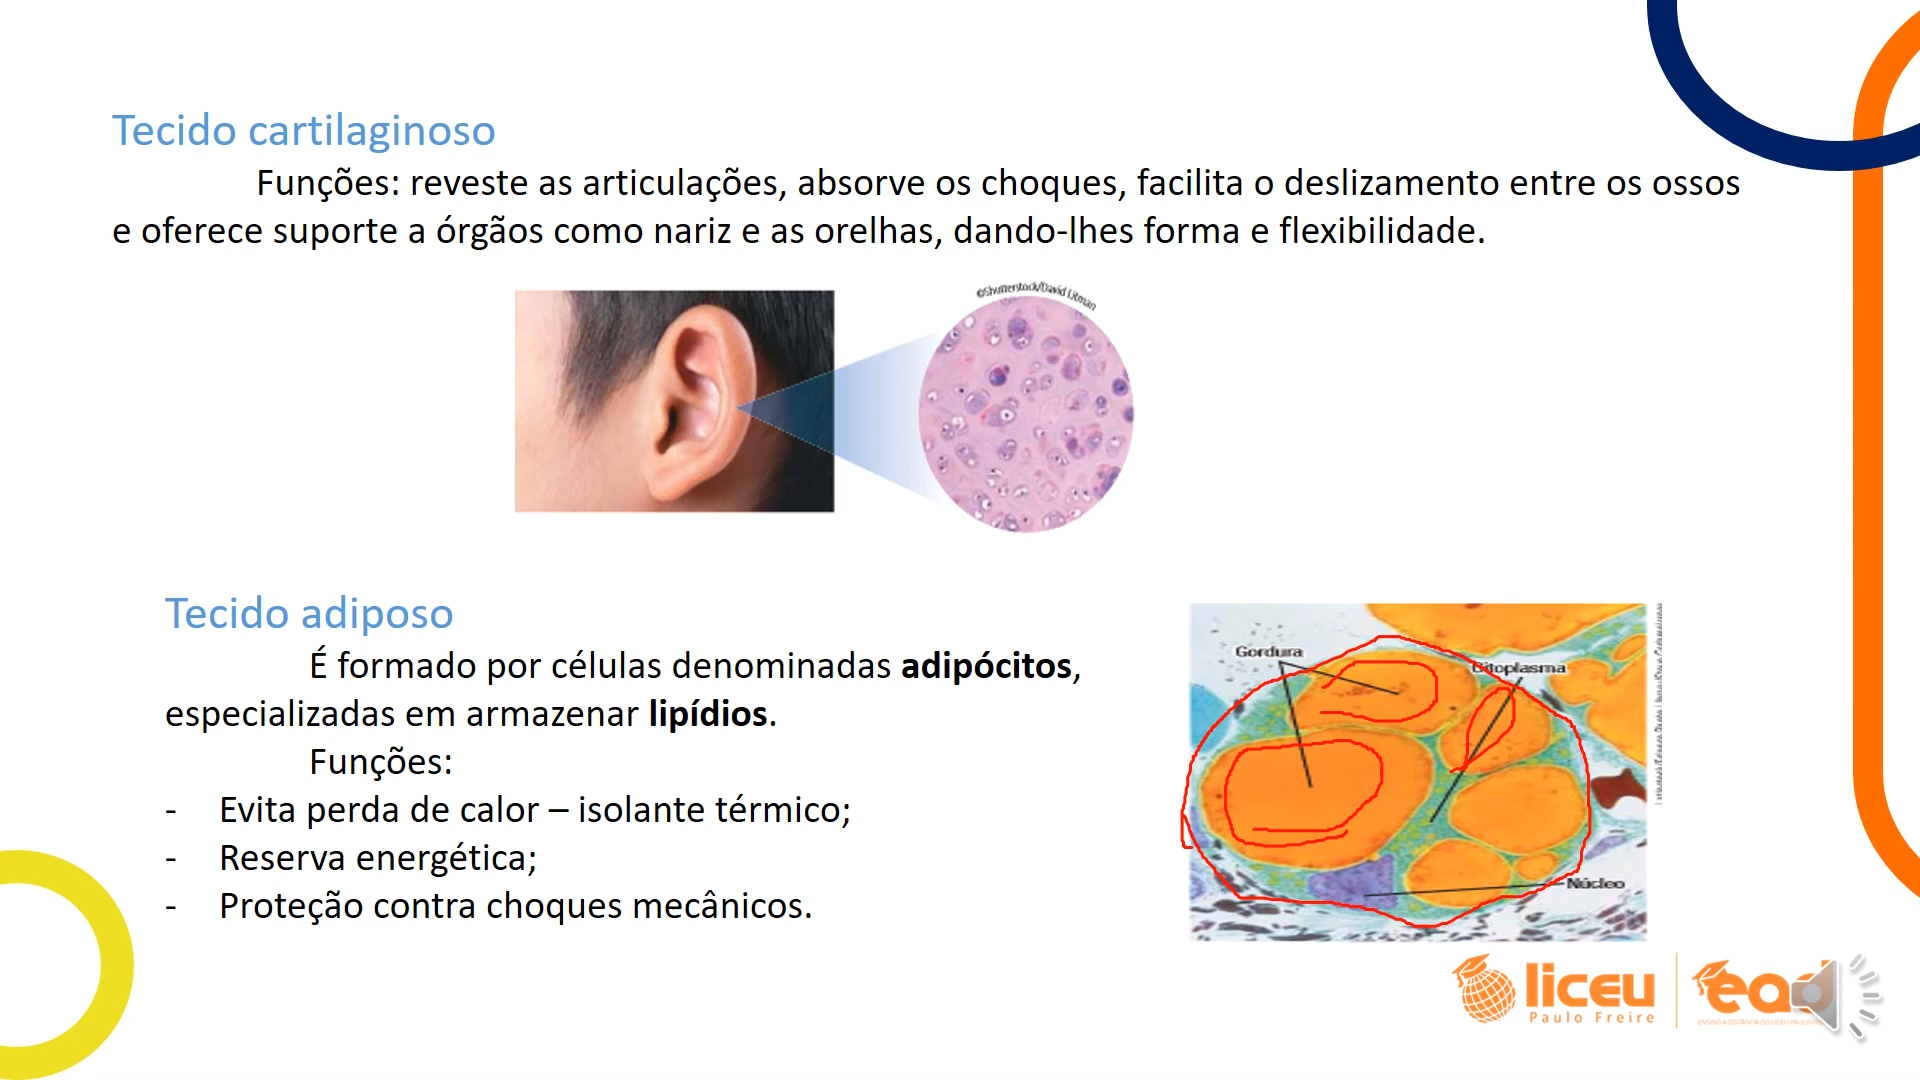 Tecido cartilaginoso
Funções: reveste as articulações, absorve os choques, facilita o deslizamento entre os ossos
e oferece suporte a órgãos como nariz e as orelhas, dando-lhes forma e flexibilidade.
©Shutterstock/David Litman
Tecido adiposo
É formado por células denominadas adipócitos,
especializadas em armazenar lipídios.
Funções:
- Evita perda de calor – isolante térmico;
- Reserva energética;
- Proteção contra choques mecânicos.
Gordura
Citoplasma
Núcleo
liceu
Paulo Freire
ead